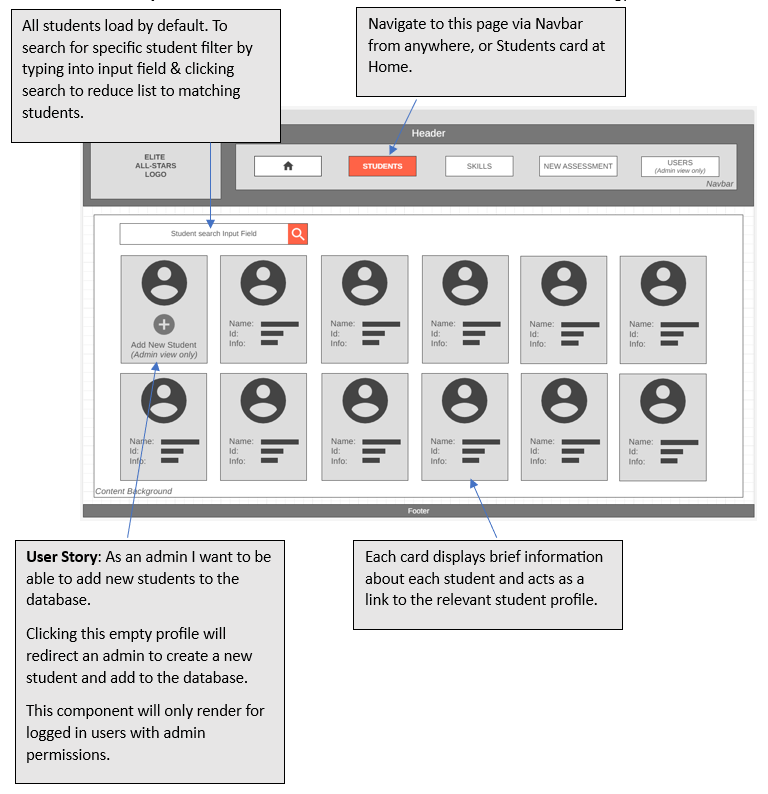 All students load by default. To
search for specific student filter by
typing into input field & clicking
search to reduce list to matching
students.
Navigate to this page via Navbar
from anywhere, or Students card at
Home.
Header
ELITE
ALL-STARS
LOGO
STUDENTS
SKILLS
NEW ASSESSMENT
USERS
(Admin view only)
Navbar
Student search Input Field
Add New Student
(Admin view only)
Name:
Id:
Info:
Name:
Id:
Info:
Name:
Id:
Info:
Name:
Id:
Info:
Name:
Id:
Info:
Name:
Id:
Info:
Name:
Id:
Info:
Name:
Id:
Info:
Name:
Id:
Info:
Name:
Id:
Info:
Name:
Id:
Info:
Content Background
Footer
User Story: As an admin I want to be
able to add new students to the
database.
Clicking this empty profile will
redirect an admin to create a new
student and add to the database.
This component will only render for
logged in users with admin
permissions.
Each card displays brief information
about each student and acts as a
link to the relevant student profile.